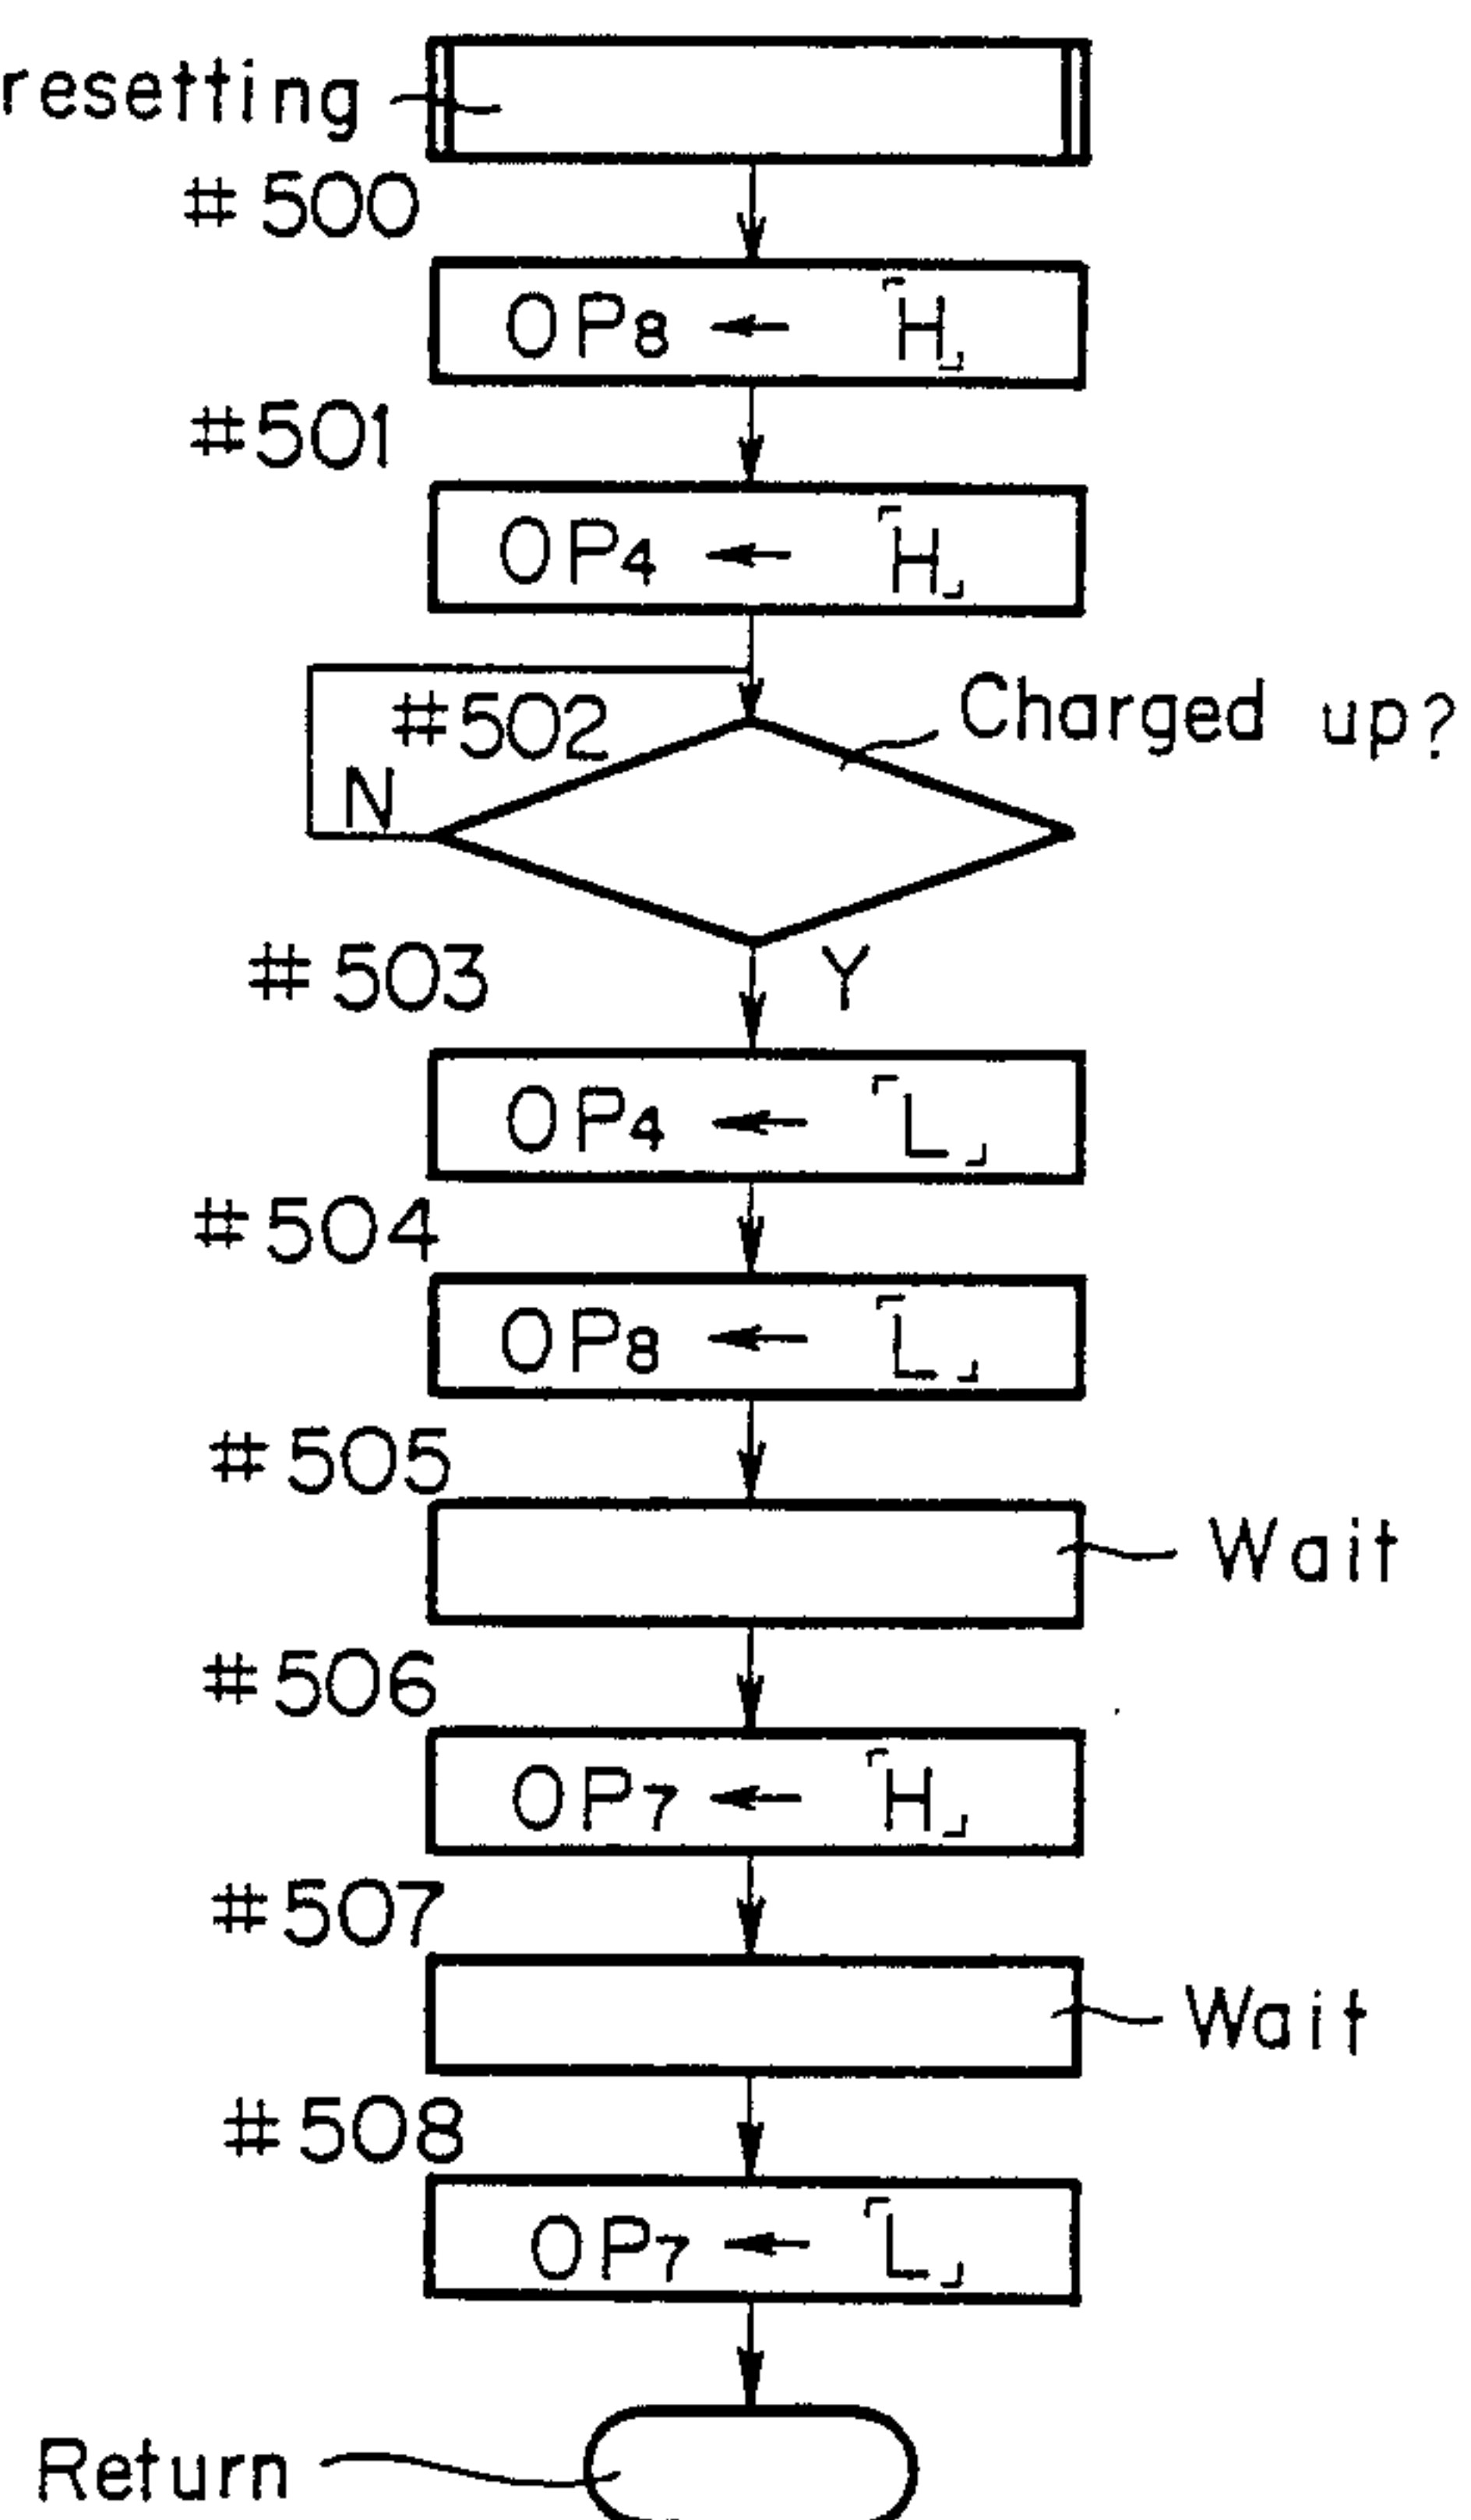 resetting
#500
OP8 ← 「H」
#501
OP4 ← 「H」
#502
Charged up?
N
#503
Y
OP4 ← 「L」
#504
OP8 ← 「L」
#505
Wait
#506
OP7 ← 「H」
#507
Wait
#508
OP7 ← 「L」
Return